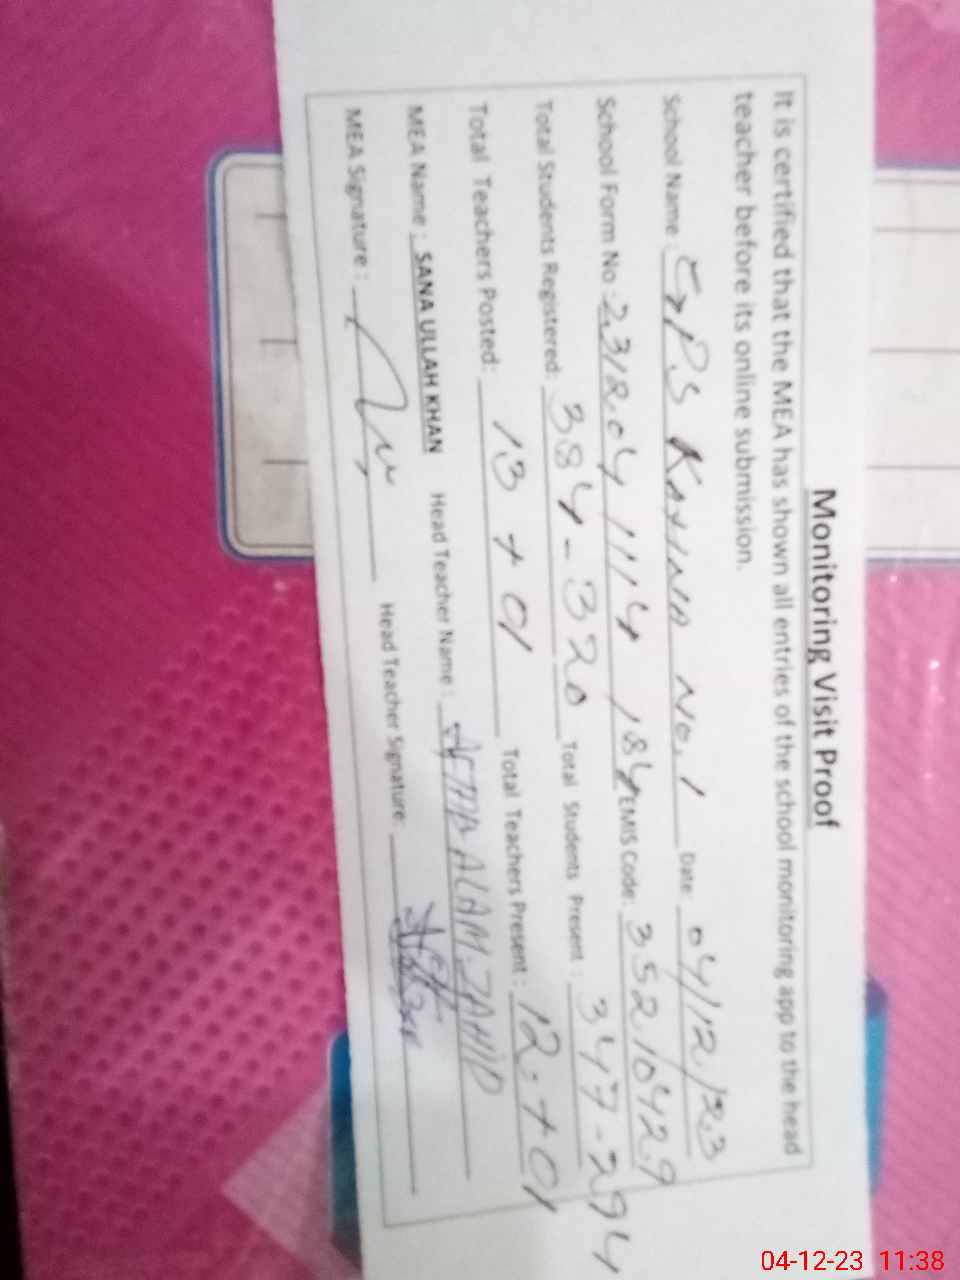 Monitoring Visit Proof
It is certified that the MEA has shown all entries of the school monitoring app to the head
teacher before its online submission.
School Name : GPS No. 1 Date: 04/12/23
School Form No : 2312.04 1114 184 EMIS Code: 35210429
Total Students Registered: 384-320 Total Students Present : 347-294
Total Teachers Posted: 13 + 01 Total Teachers Present : 12 + 01
MEA Name : SANA ULLAH KHAN Head Teacher Name : ALAM ZAHID
MEA Signature : Head Teacher Signature:
04-12-23 11:38